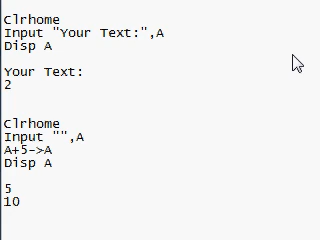 Clrhome
Input "Your Text:",A
Disp A
Your Text:
2
Clrhome
Input "",A
A+5->A
Disp A
5
10